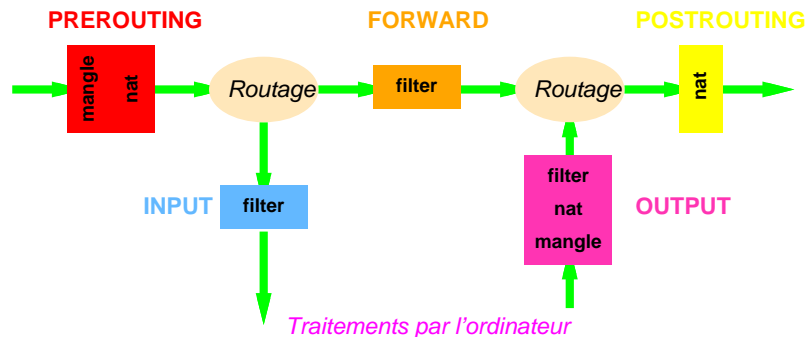 PREROUTING
FORWARD
POSTROUTING
mangle
nat
Routage
filter
Routage
nat
INPUT
filter
filter
nat
mangle
OUTPUT
Traitements par l'ordinateur